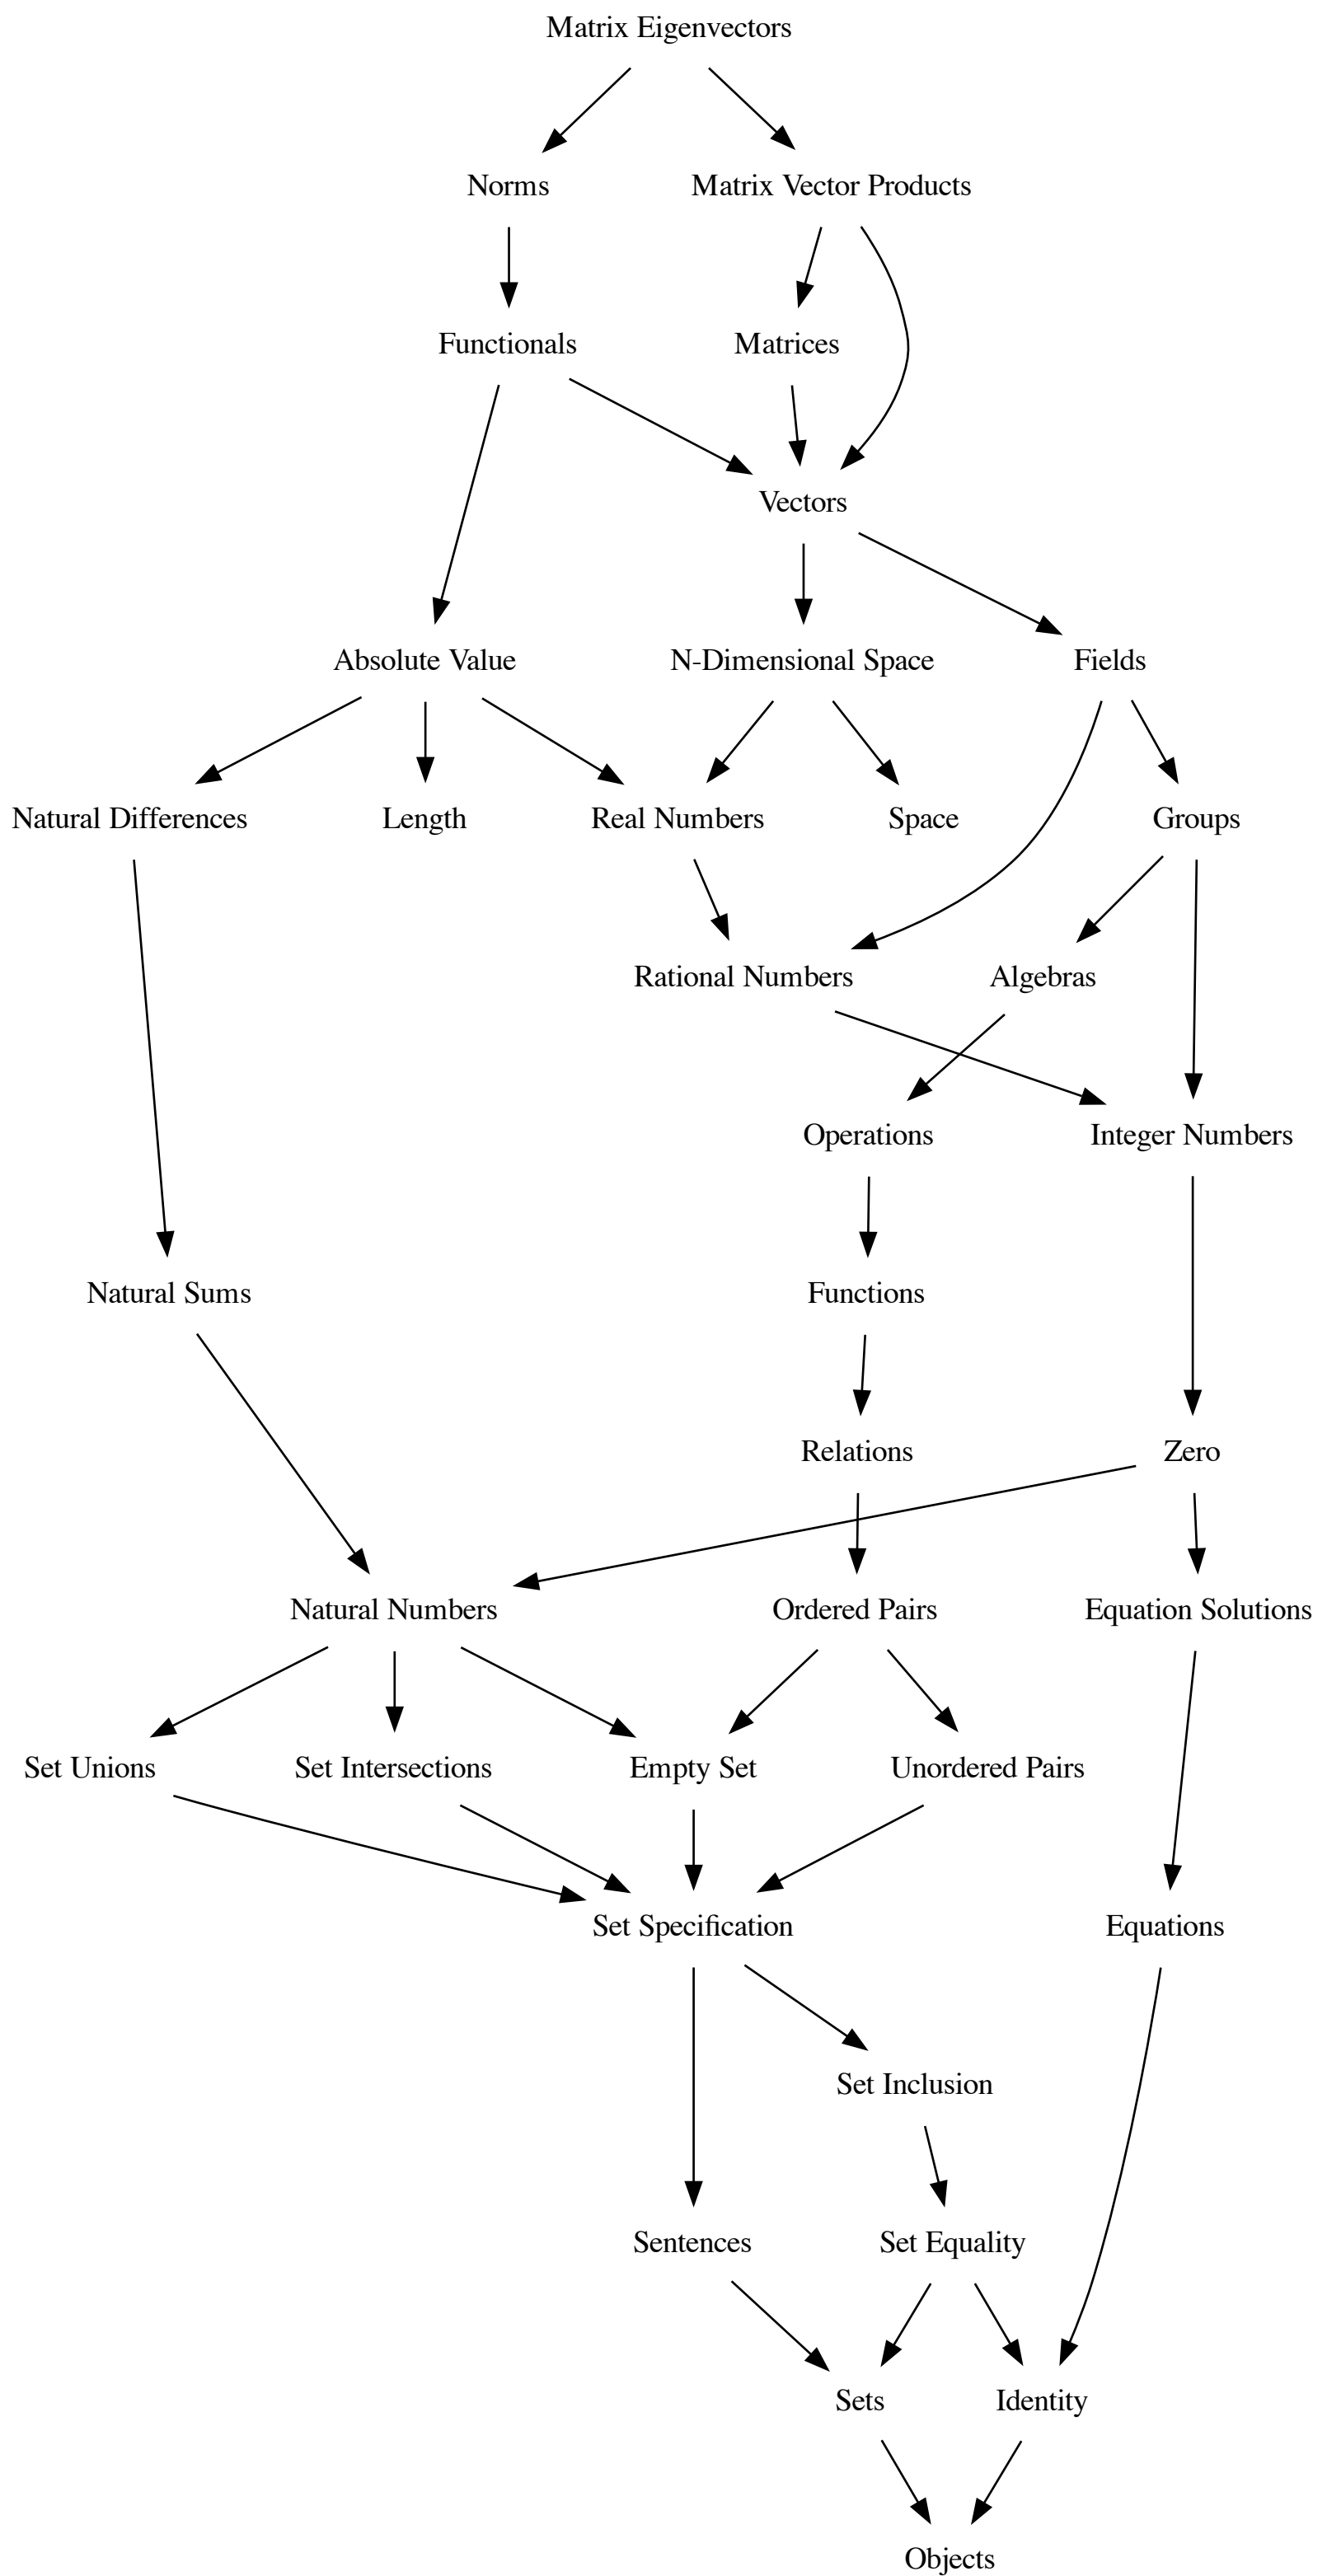 Matrix Eigenvectors
Norms
Matrix Vector Products
Functionals
Matrices
Vectors
Absolute Value
N-Dimensional Space
Fields
Natural Differences
Length
Real Numbers
Space
Groups
Rational Numbers
Algebras
Operations
Integer Numbers
Natural Sums
Functions
Relations
Zero
Natural Numbers
Ordered Pairs
Equation Solutions
Set Unions
Set Intersections
Empty Set
Unordered Pairs
Set Specification
Equations
Set Inclusion
Sentences
Set Equality
Sets
Identity
Objects